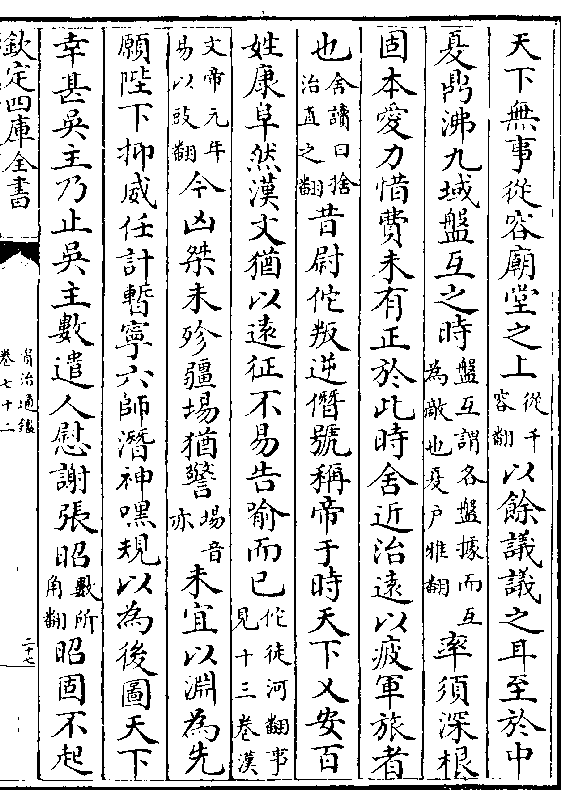 天下無事從容廟堂之上從千容翻以餘議議之耳至於中
夏鼎沸九域盤互之時盤互謂各盤據而互為敵也夏户雅翻率須深根
固本愛力惜費未有正於此時舍近治遠以疲軍旅者
也舍讀曰捨治直之翻昔尉佗叛逆僭號稱帝于時天下乂安百
姓康阜然漢文猶以遠征不易告喻而已佗徒河翻事見十三卷漢
文帝元年易以豉翻今凶桀未殄疆場猶警場音亦未宜以淵為先
願陛下抑威任計暫寧六師潛神嘿規以為後圖天下
幸甚吳主乃止吳主數遣人慰謝張昭數所角翻昭固不起
欽定四庫全書
資治通鑑
卷七十二
二十七